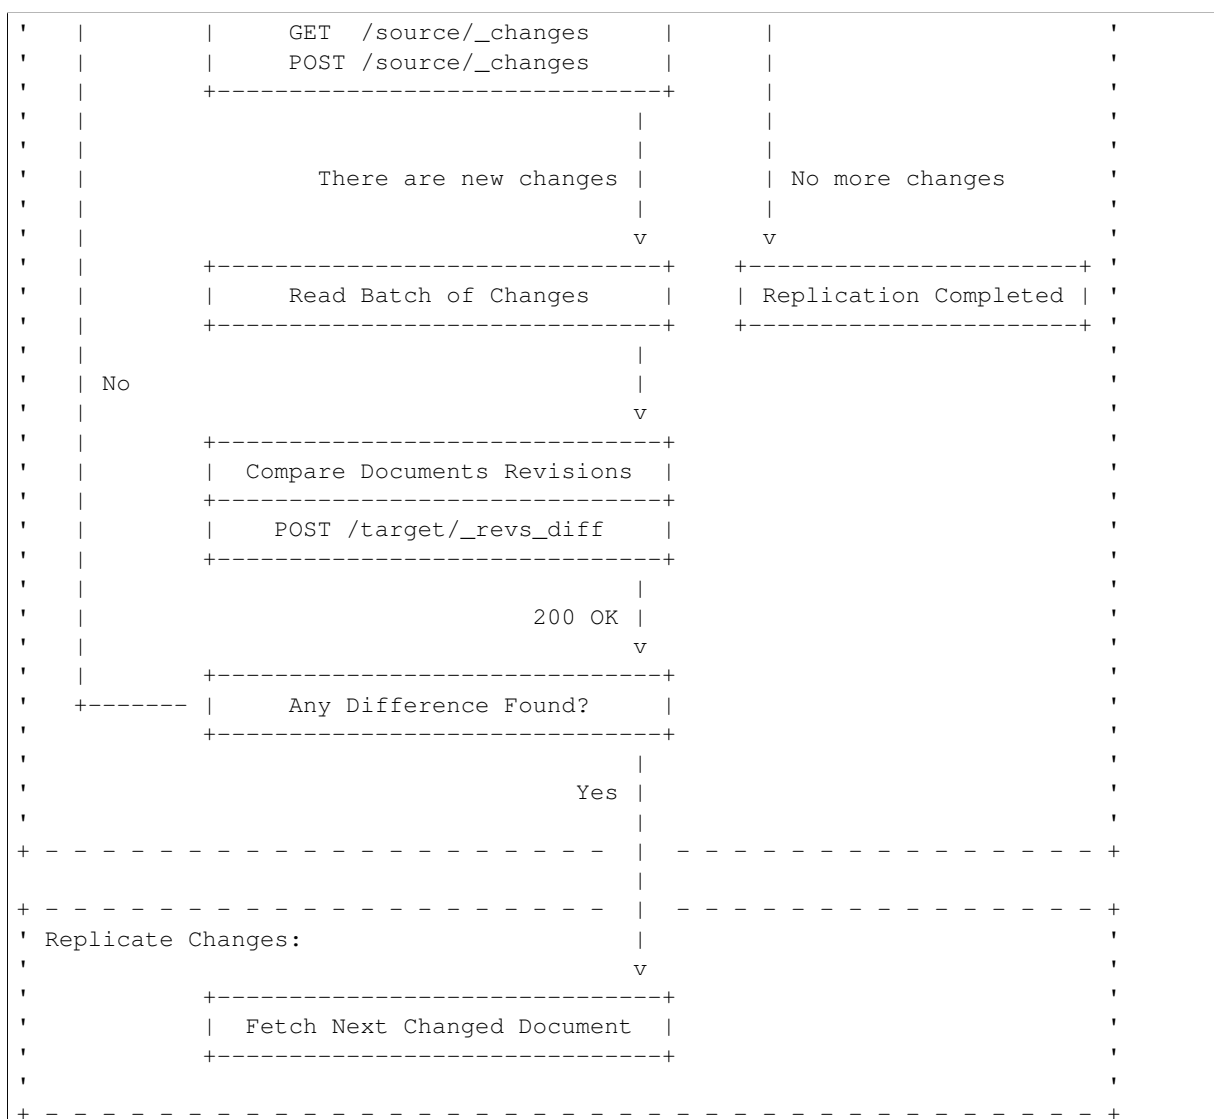 GET /source/_changes
POST /source/_changes
There are new changes No more changes
v v
Read Batch of Changes Replication Completed
No
v
Compare Documents Revisions
POST /target/_revs_diff
200 OK
v
Any Difference Found?
Yes
Replicate Changes:
v
Fetch Next Changed Document